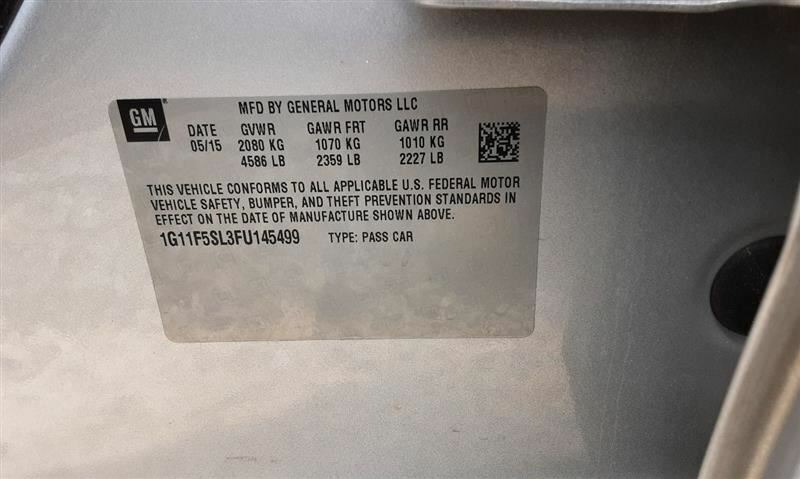 GM
MFD BY GENERAL MOTORS LLC
DATE GVWR GAWR FRT GAWR RR
05/15 2080 KG 1070 KG 1010 KG
4586 LB 2359 LB 2227 LB
THIS VEHICLE CONFORMS TO ALL APPLICABLE U.S. FEDERAL MOTOR
VEHICLE SAFETY, BUMPER, AND THEFT PREVENTION STANDARDS IN
EFFECT ON THE DATE OF MANUFACTURE SHOWN ABOVE.
1G11F5SL3FU145499 TYPE: PASS CAR